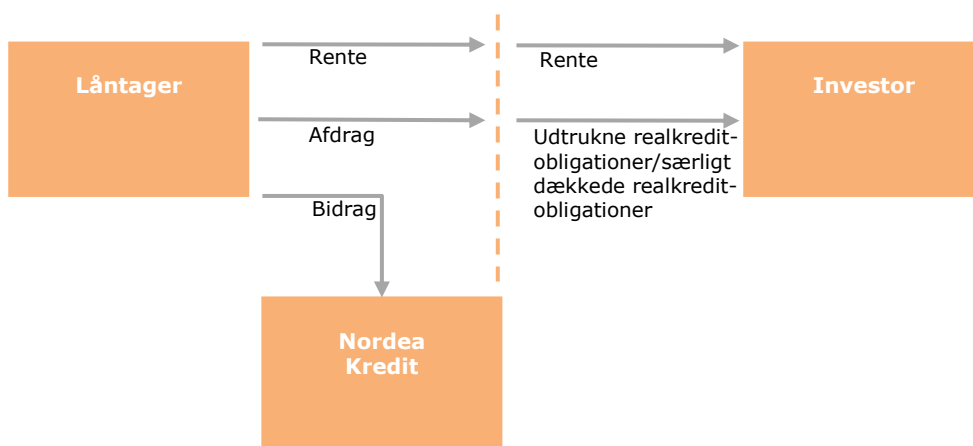 Rente
Rente
Låntager
Investor
Afdrag
Udtrukne realkredit-
obligationer/særligt
dækkede realkredit-
obligationer
Bidrag
Nordea
Kredit